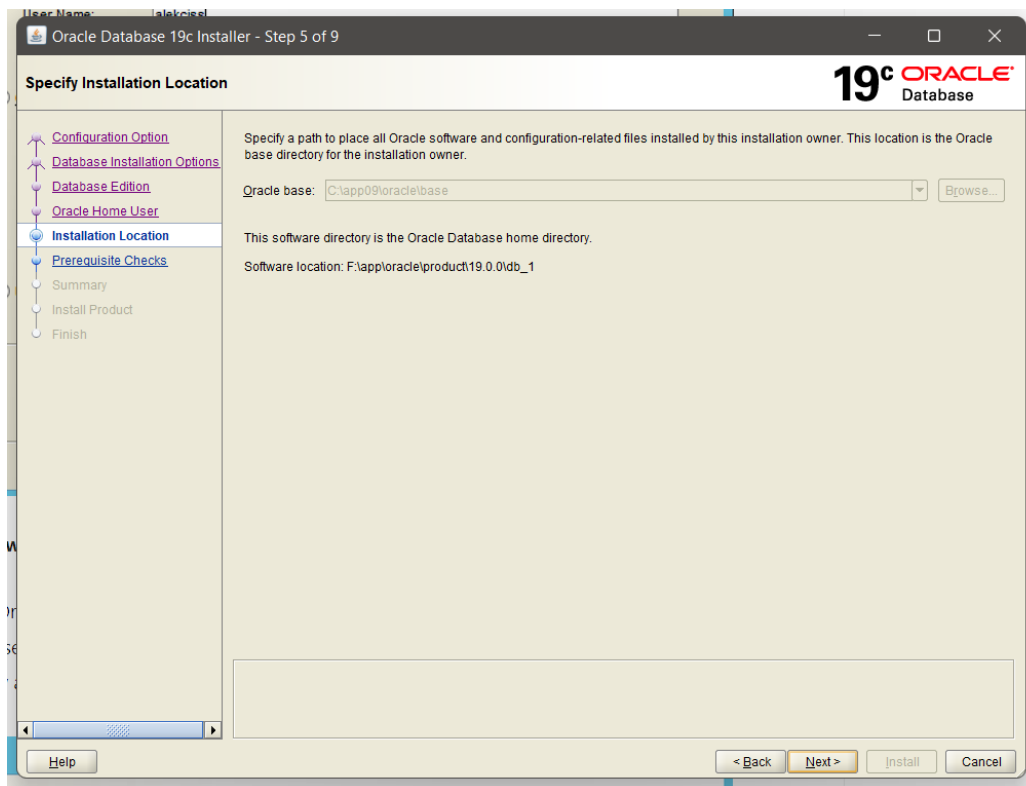 User Name: alekcissl
Oracle Database 19c Installer - Step 5 of 9
Specify Installation Location
19c ORACLE
Database
Configuration Option
Database Installation Options
Database Edition
Oracle Home User
Installation Location
Prerequisite Checks
Summary
Install Product
Finish
Specify a path to place all Oracle software and configuration-related files installed by this installation owner. This location is the Oracle
base directory for the installation owner.
Oracle base: C:\app09\oracle\base
Browse...
This software directory is the Oracle Database home directory.
Software location: F:\app\oracle\product\19.0.0\db_1
Help
< Back
Next >
Install
Cancel